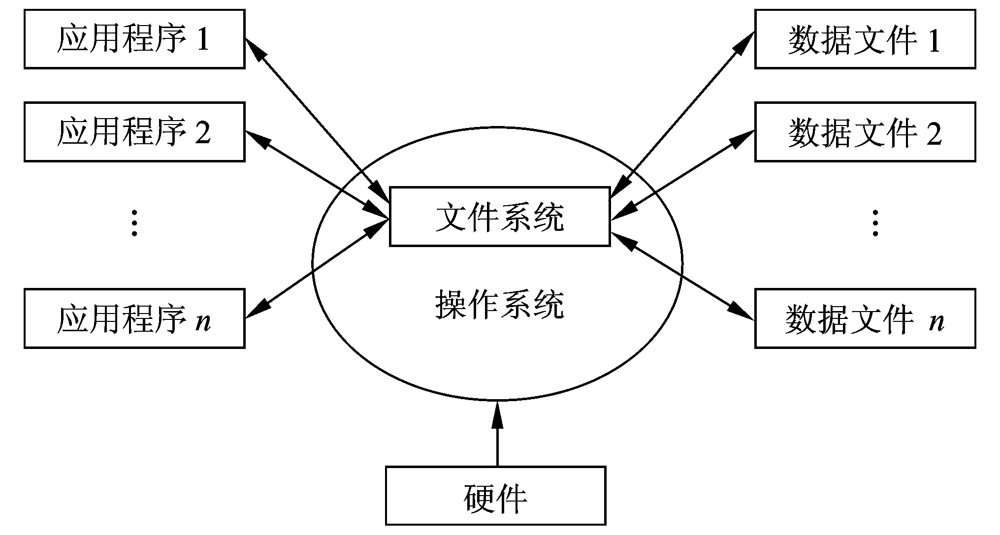 应用程序 1
数据文件 1
应用程序 2
数据文件 2
文件系统
操作系统
应用程序 n
数据文件 n
硬件